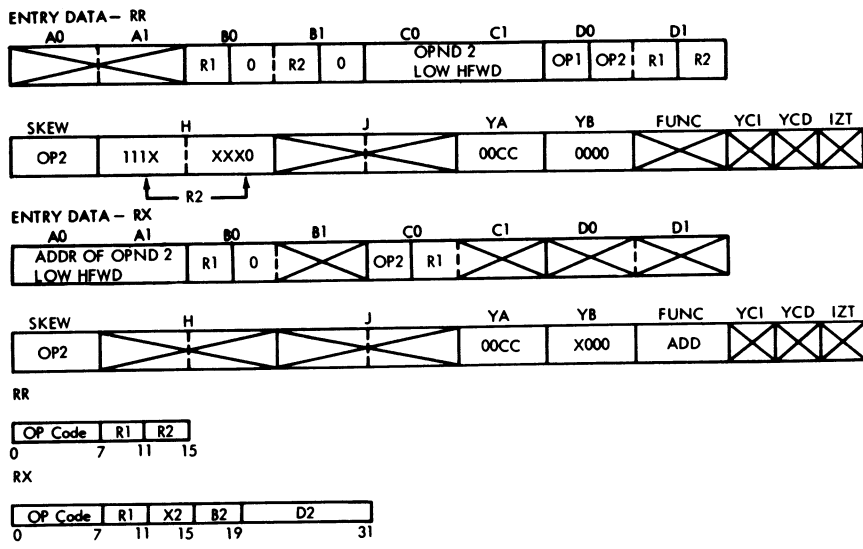 ENTRY DATA — RR
A0 A1 B0 B1 C0 C1 D0 D1
R1 0 R2 0 OPND 2 OP1 OP2 R1 R2
LOW HFWD
SKEW H J YA YB FUNC YCI YCD IZT
OP2 111X XXX0 00CC 0000
R2
ENTRY DATA — RX
A0 A1 B0 B1 C0 C1 D0 D1
ADDR OF OPND 2 R1 0 OP2 R1
LOW HFWD
SKEW H J YA YB FUNC YCI YCD IZT
OP2 00CC X000 ADD
RR
OP Code R1 R2
0 7 11 15
RX
OP Code R1 X2 B2 D2
0 7 11 15 19 31